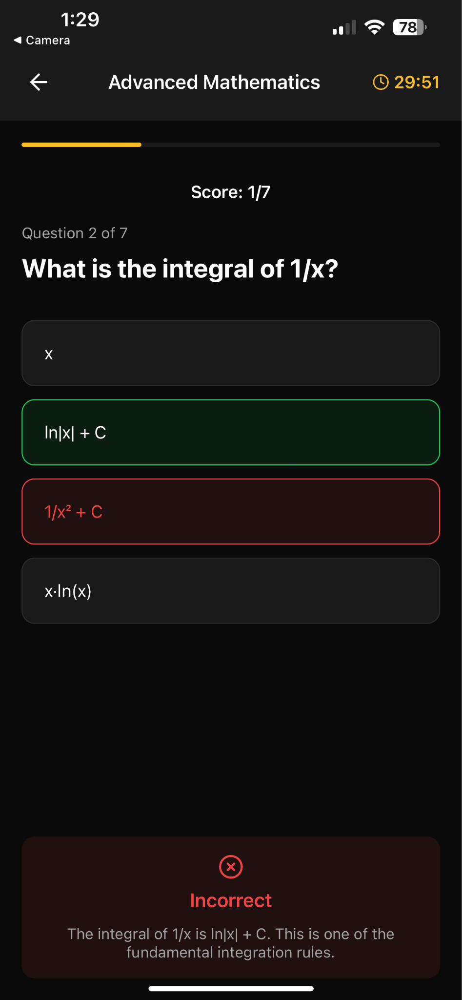 1:29
78
◀ Camera
Advanced Mathematics
29:51
Score: 1/7
Question 2 of 7
What is the integral of 1/x?
x
ln|x| + C
1/x² + C
x·ln(x)
Incorrect
The integral of 1/x is ln|x| + C. This is one of the
fundamental integration rules.